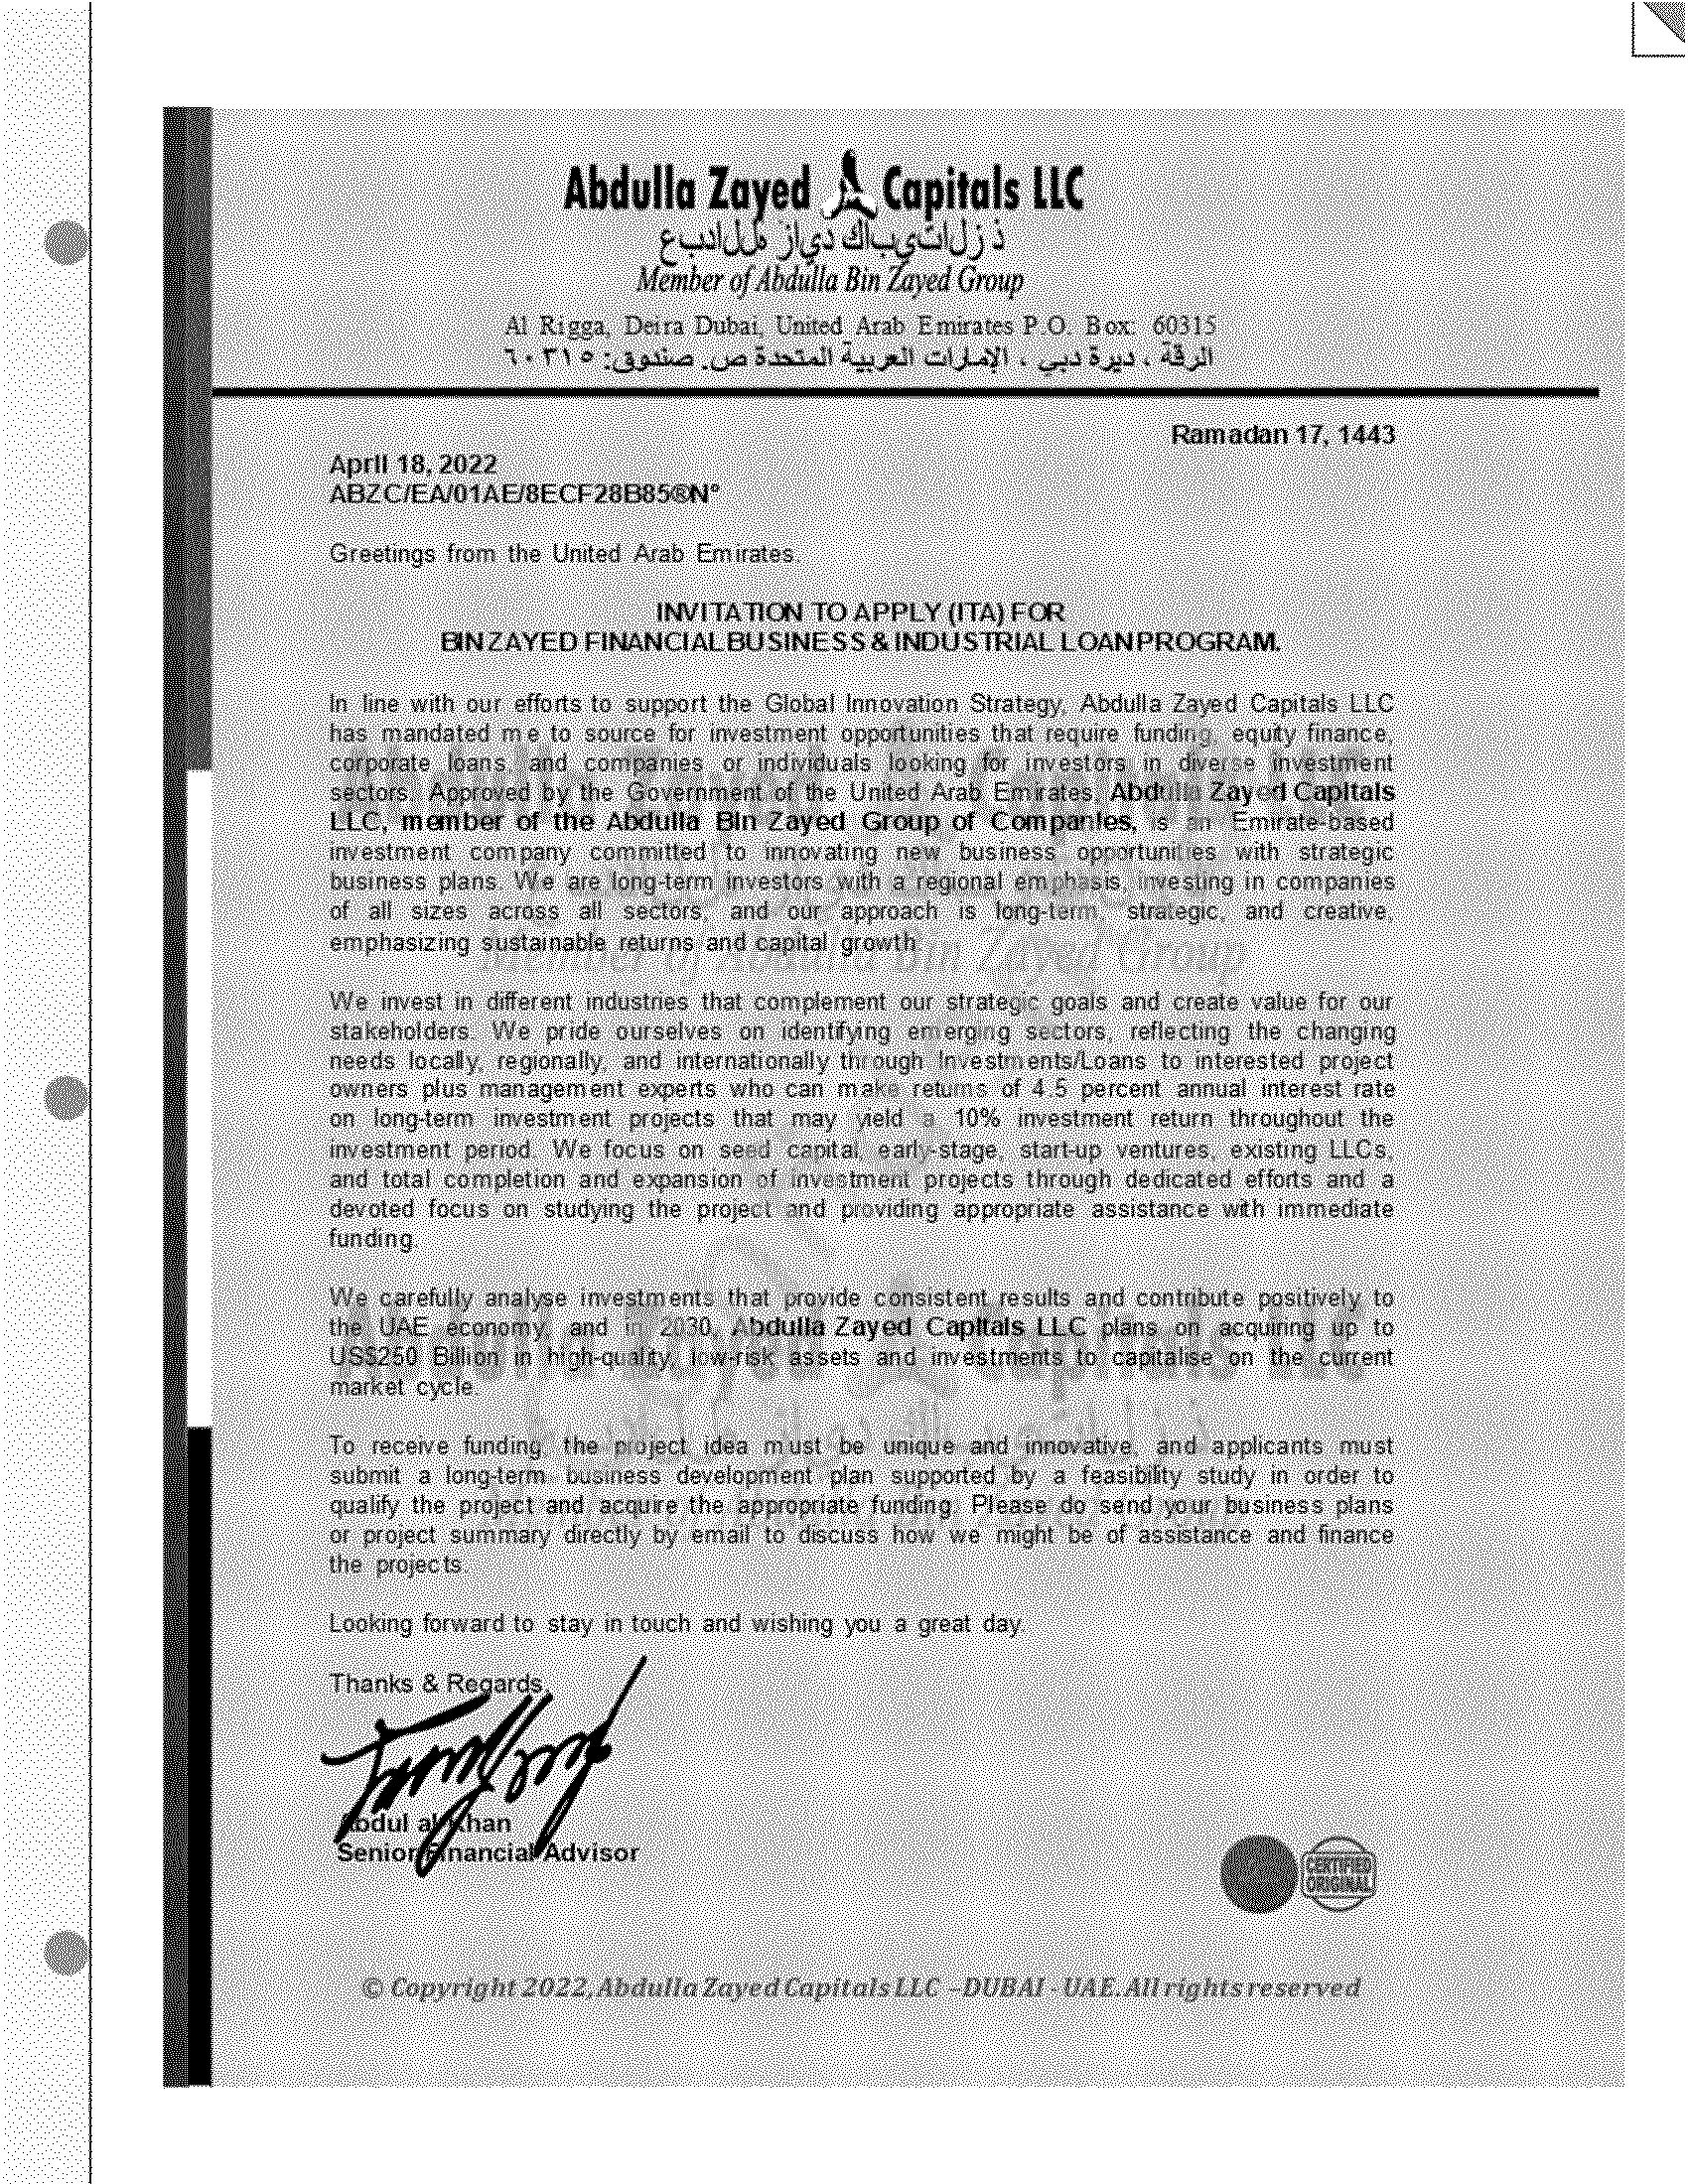 Abdulla Zayed Capitals LLC
ذ زلاتيباك ديياز هللادبع
Member of Abdulla Bin Zayed Group
Al Rigga, Deira Dubai, United Arab Emirates P.O. Box: 60315
الرقة ، ديرة دبي ، الإمارات العربية المتحدة ص. صندوق: ٦٠٣١٥
Ramadan 17, 1443
April 18, 2022
ABZC/EA/01AE/8ECF28B85®N°
Greetings from the United Arab Emirates.
INVITATION TO APPLY (ITA) FOR
BIN ZAYED FINANCIAL BUSINESS & INDUSTRIAL LOAN PROGRAM.
In line with our efforts to support the Global Innovation Strategy, Abdulla Zayed Capitals LLC
has mandated me to source for investment opportunities that require funding, equity finance,
corporate loans, and companies or individuals looking for investors in diverse investment
sectors. Approved by the Government of the United Arab Emirates, Abdulla Zayed Capitals
LLC, member of the Abdulla Bin Zayed Group of Companies, is an Emirate-based
investment company committed to innovating new business opportunities with strategic
business plans. We are long-term investors with a regional emphasis, investing in companies
of all sizes across all sectors, and our approach is long-term, strategic, and creative,
emphasizing sustainable returns and capital growth.
We invest in different industries that complement our strategic goals and create value for our
stakeholders. We pride ourselves on identifying emerging sectors, reflecting the changing
needs locally, regionally, and internationally through Investments/Loans to interested project
owners plus management experts who can make returns of 4.5 percent annual interest rate
on long-term investment projects that may yield a 10% investment return throughout the
investment period. We focus on seed capital, early-stage, start-up ventures, existing LLCs,
and total completion and expansion of investment projects through dedicated efforts and a
devoted focus on studying the project and providing appropriate assistance with immediate
funding.
We carefully analyse investments that provide consistent results and contribute positively to
the UAE economy, and in 2030, Abdulla Zayed Capitals LLC plans on acquiring up to
US$250 Billion in high-quality, low-risk assets and investments to capitalise on the current
market cycle.
To receive funding, the project idea must be unique and innovative, and applicants must
submit a long-term business development plan supported by a feasibility study in order to
qualify the project and acquire the appropriate funding. Please do send your business plans
or project summary directly by email to discuss how we might be of assistance and finance
the projects.
Looking forward to stay in touch and wishing you a great day.
Thanks & Regards,
Abdul al Khan
Senior Financial Advisor
CERTIFIED
ORIGINAL
© Copyright 2022, Abdulla Zayed Capitals LLC – DUBAI - UAE. All rights reserved